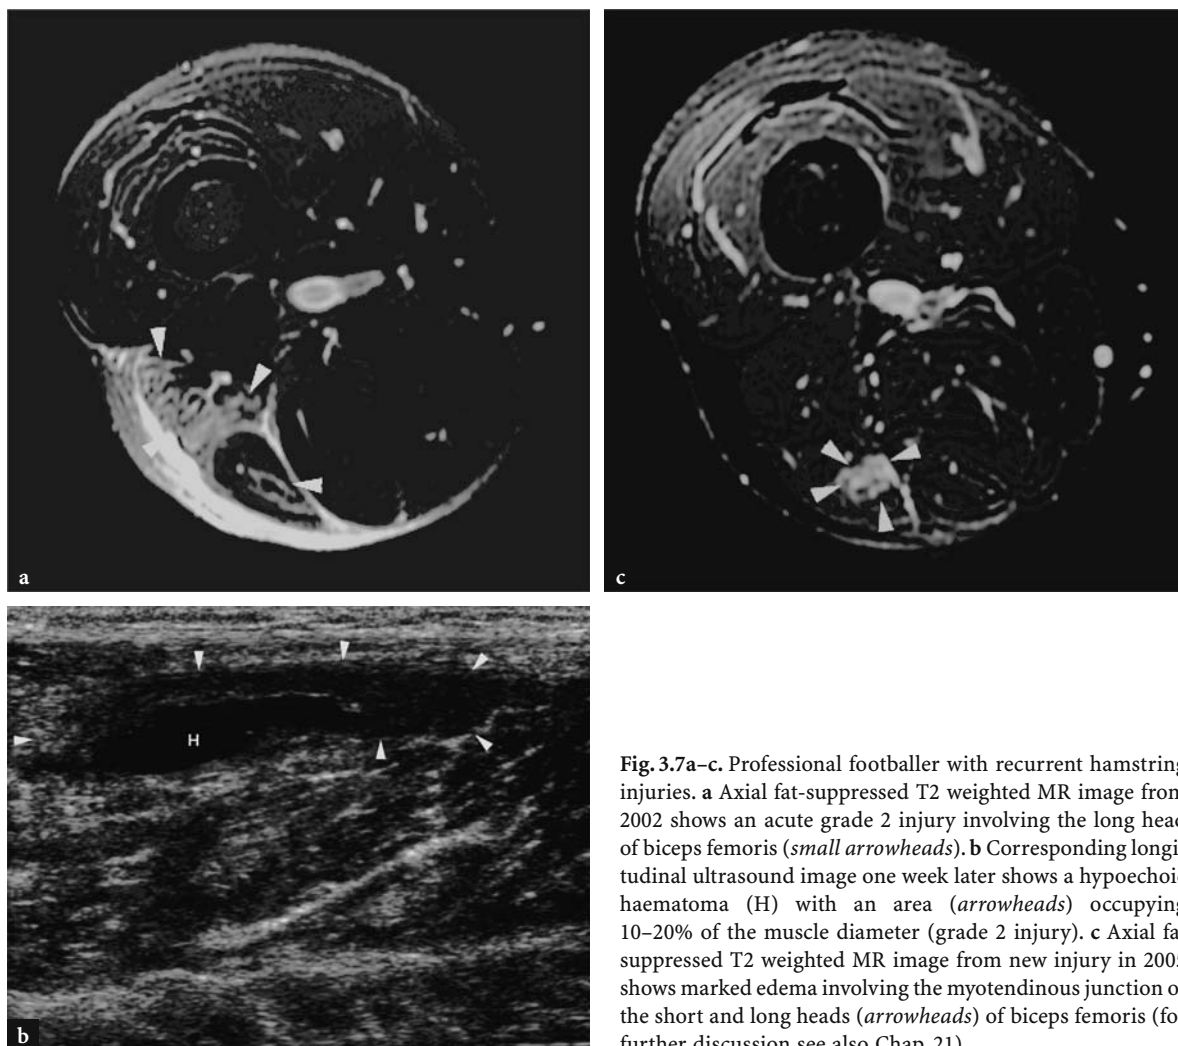 a
c
H
b
Fig. 3.7a–c. Professional footballer with recurrent hamstring
injuries. a Axial fat-suppressed T2 weighted MR image from
2002 shows an acute grade 2 injury involving the long head
of biceps femoris (small arrowheads). b Corresponding longi-
tudinal ultrasound image one week later shows a hypoechoic
haematoma (H) with an area (arrowheads) occupying
10–20% of the muscle diameter (grade 2 injury). c Axial fat
suppressed T2 weighted MR image from new injury in 2005
shows marked edema involving the myotendinous junction of
the short and long heads (arrowheads) of biceps femoris (for
further discussion see also Chap. 21)